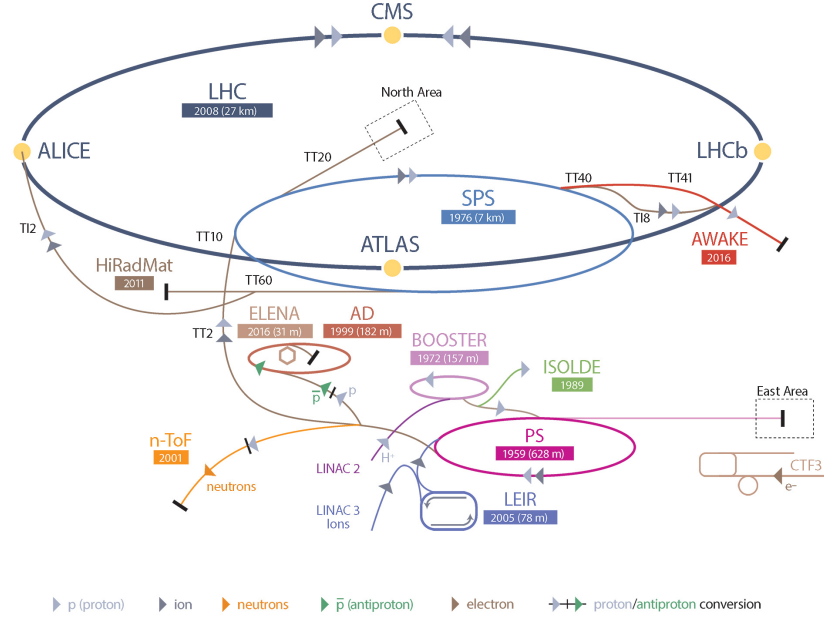 CMS
LHC
2008 (27 km)
North Area
ALICE
TT20
LHCb
TT40
TT41
SPS
1976 (7 km)
TI8
TI2
TT10
ATLAS
AWAKE
2016
HiRadMat
2011
TT60
ELENA
2016 (31 m)
AD
1999 (182 m)
TT2
BOOSTER
1972 (157 m)
ISOLDE
1989
p̅
p
East Area
n-ToF
2001
PS
1959 (628 m)
H⁺
LINAC 2
neutrons
CTF3
e⁻
LEIR
2005 (78 m)
LINAC 3
Ions
p (proton)
ion
neutrons
p̅ (antiproton)
electron
proton/antiproton conversion